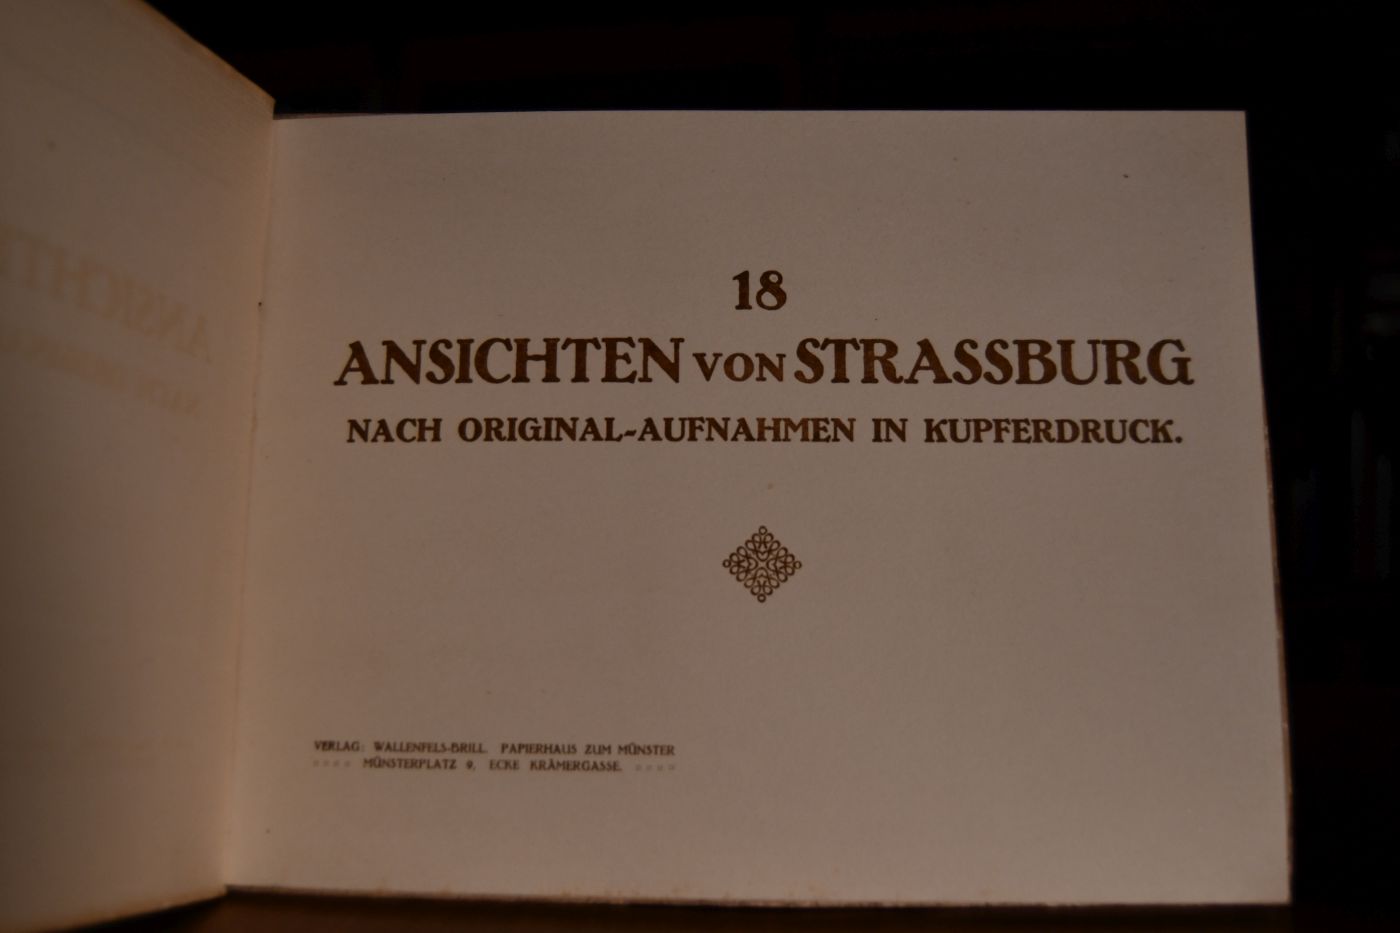 18
ANSICHTEN VON STRASSBURG
NACH ORIGINAL-AUFNAHMEN IN KUPFERDRUCK.
VERLAG: WALLENFELS-BRILL. PAPIERHAUS ZUM MÜNSTER
MÜNSTERPLATZ 9, ECKE KRÄMERGASSE.